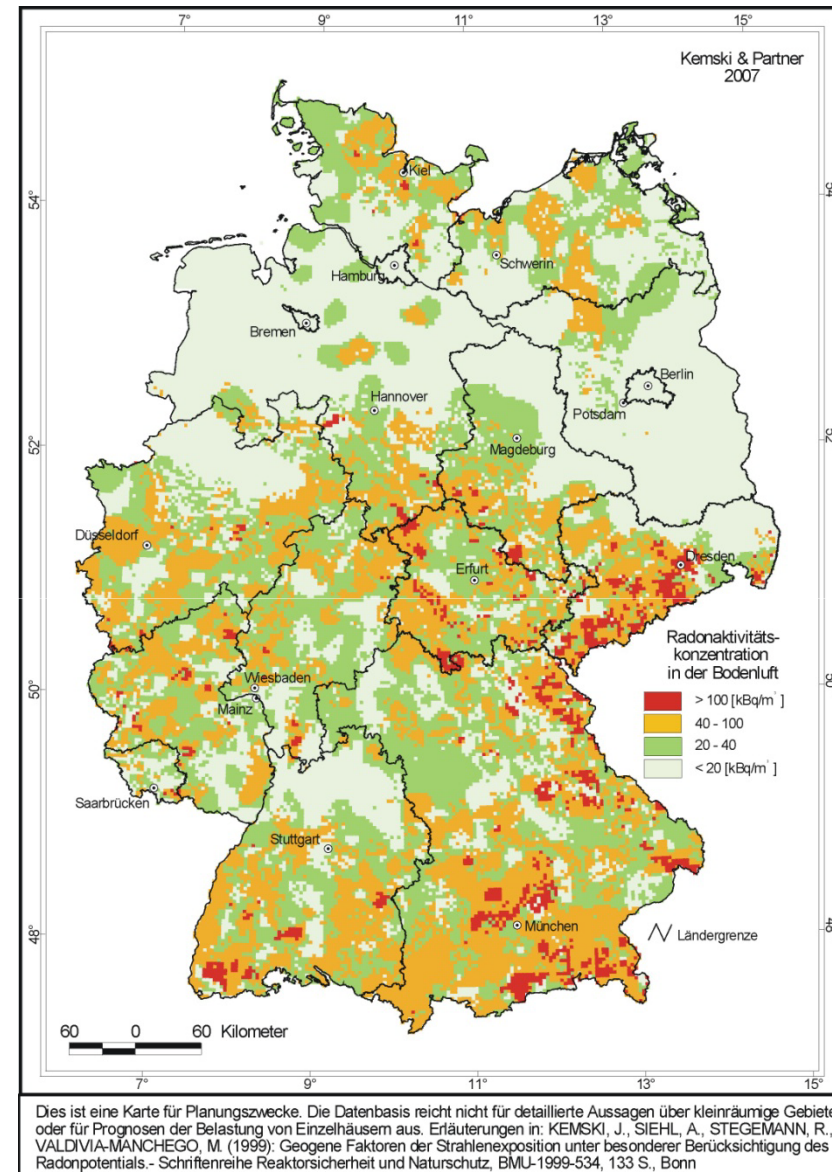 7° 9° 11° 13° 15°
Kemski & Partner
2007
54°
54
Kiel
Schwerin
Hamburg
Bremen
Berlin
Hannover
Potsdam
52°
52
Magdeburg
Düsseldorf
Dresden
Erfurt
Radonaktivitäts-
konzentration
in der Bodenluft
50°
50
Wiesbaden
Mainz
> 100 [kBq/m³]
40 - 100
20 - 40
< 20 [kBq/m³]
Saarbrücken
Stuttgart
48°
48
München
Ländergrenze
60 0 60 Kilometer
7° 9° 11° 13° 15°
Dies ist eine Karte für Planungszwecke. Die Datenbasis reicht nicht für detaillierte Aussagen über kleinräumige Gebiete
oder für Prognosen der Belastung von Einzelhäusern aus. Erläuterungen in: KEMSKI, J., SIEHL, A., STEGEMANN, R.,
VALDIVIA-MANCHEGO, M. (1999): Geogene Faktoren der Strahlenexposition unter besonderer Berücksichtigung des
Radonpotentials.- Schriftenreihe Reaktorsicherheit und Naturschutz, BMU-1999-534, 133 S., Bonn